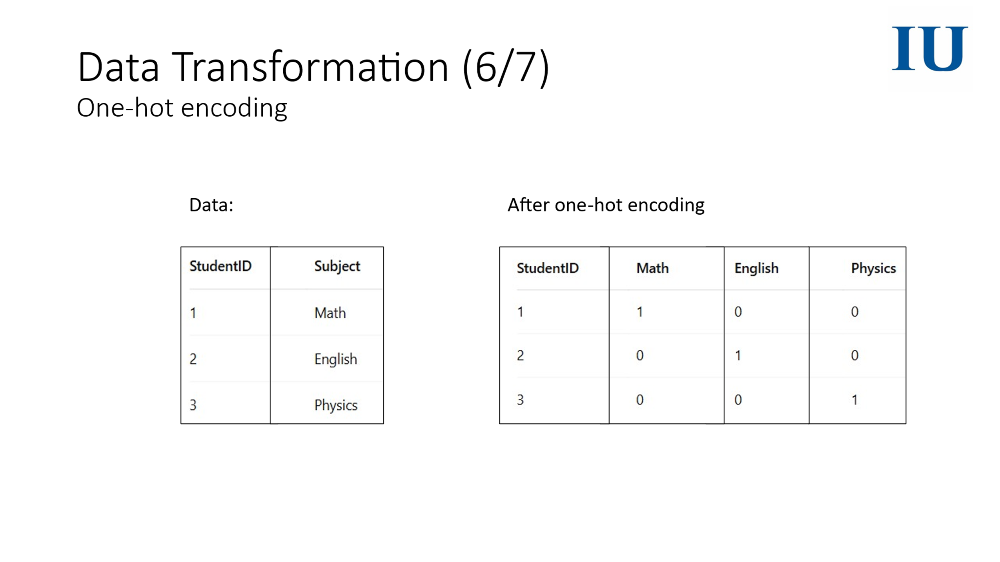 IU
Data Transformation (6/7)
One-hot encoding
Data:
StudentID Subject
1 Math
2 English
3 Physics
After one-hot encoding
StudentID Math English Physics
1 1 0 0
2 0 1 0
3 0 0 1